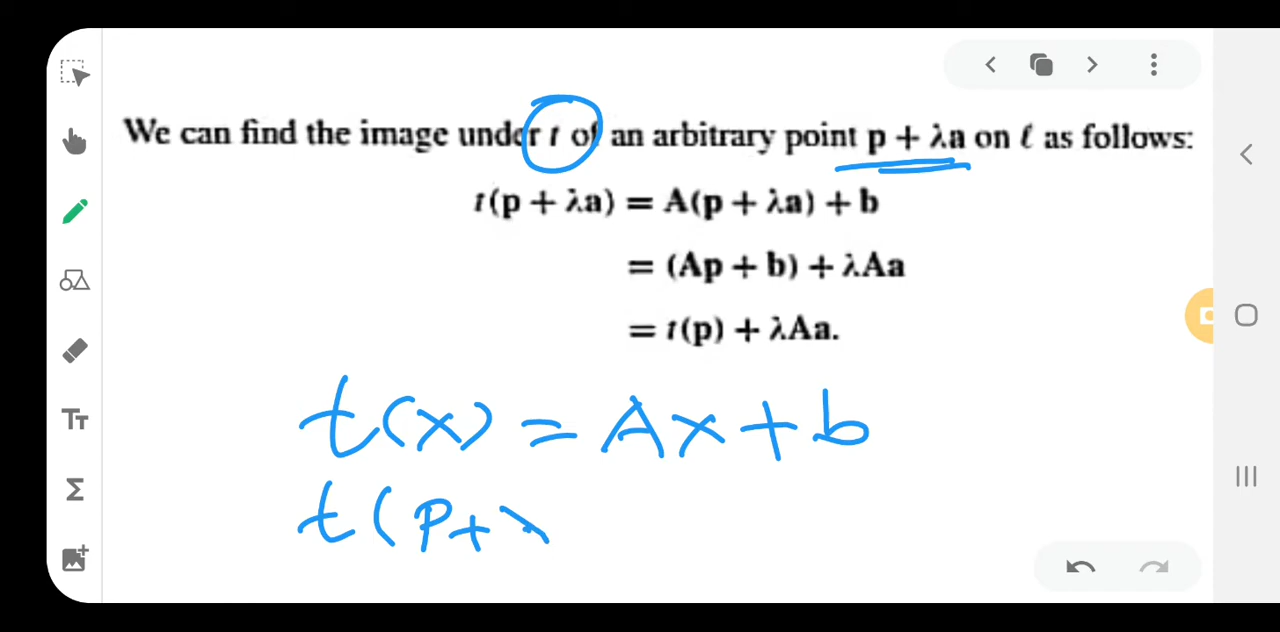 We can find the image under t of an arbitrary point p + λa on ℓ as follows:
t(p + λa) = A(p + λa) + b
= (Ap + b) + λAa
= t(p) + λAa.
t(x) = Ax + b
t(p+
Tт
Σ